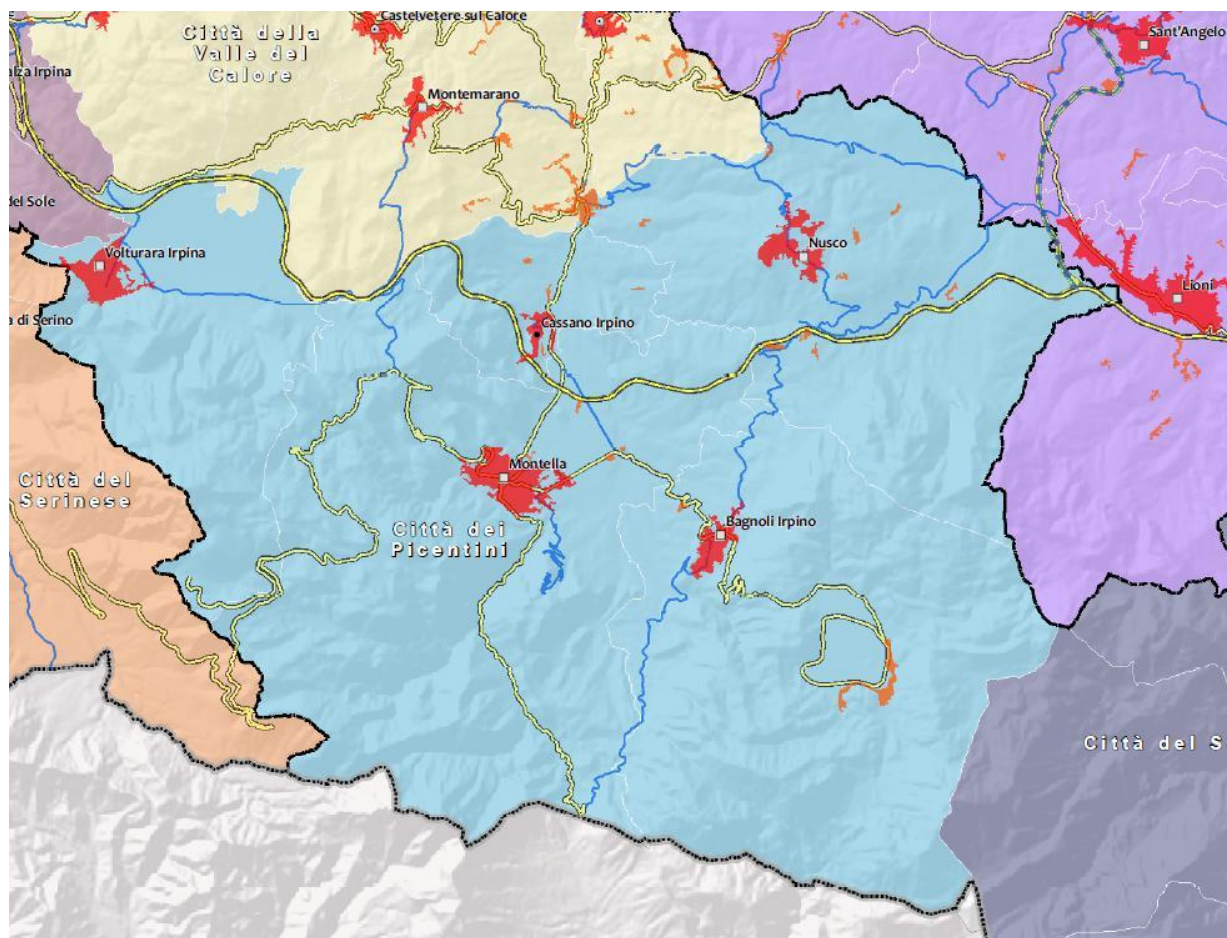 Castelvetere sul Calore
Sant'Angelo
Città della
Valle del
Calore
alza Irpina
Montemarano
del Sole
Volturara Irpina
Nusco
Lioni
a di Serino
Cassano Irpino
Montella
Città del
Serinese
Città dei
Picentini
Bagnoli Irpino
Città del S